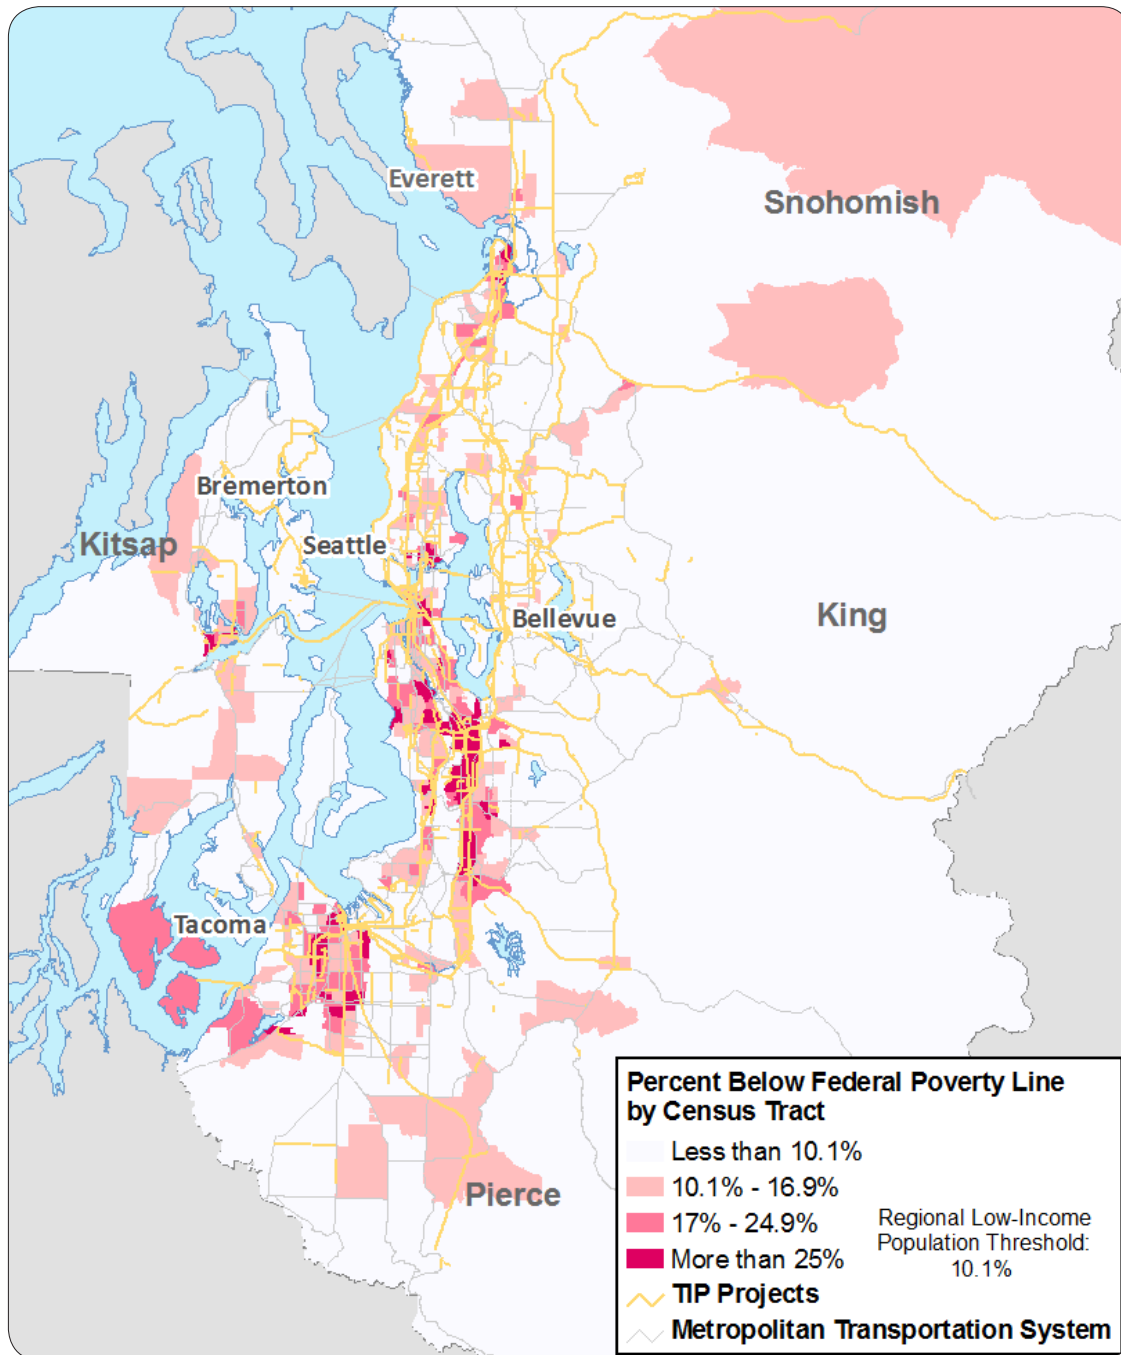 Everett
Snohomish
Bremerton
Kitsap
Seattle
King
Bellevue
Tacoma
Pierce
Percent Below Federal Poverty Line
by Census Tract
Less than 10.1%
10.1% - 16.9%
17% - 24.9%
More than 25%
Regional Low-Income
Population Threshold:
10.1%
TIP Projects
Metropolitan Transportation System